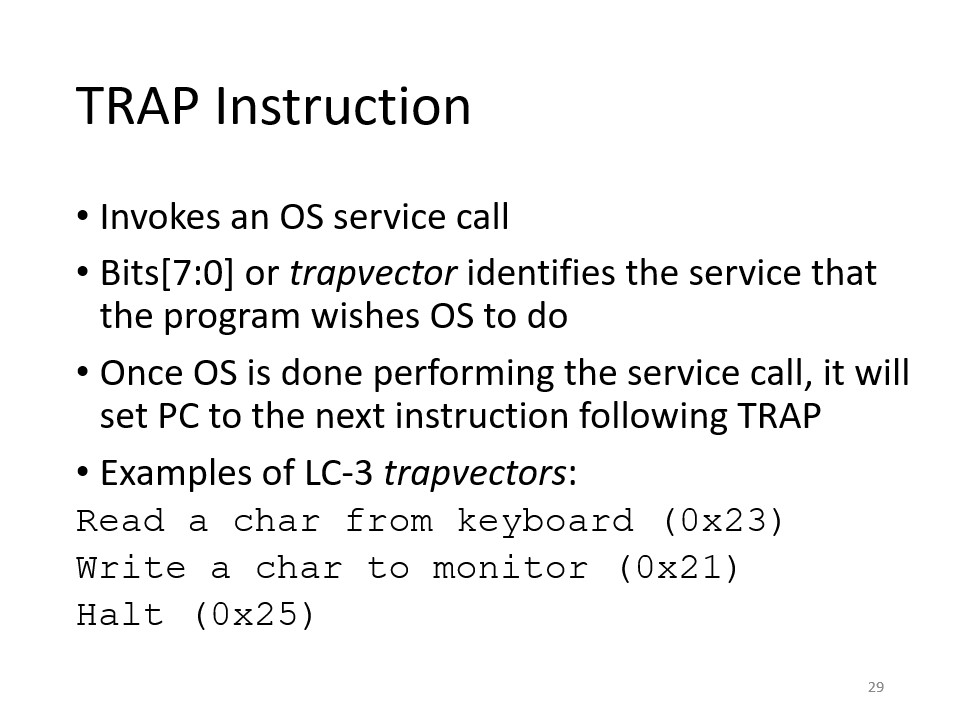 TRAP Instruction
• Invokes an OS service call
• Bits[7:0] or trapvector identifies the service that
the program wishes OS to do
• Once OS is done performing the service call, it will
set PC to the next instruction following TRAP
• Examples of LC-3 trapvectors:
Read a char from keyboard (0x23)
Write a char to monitor (0x21)
Halt (0x25)
29